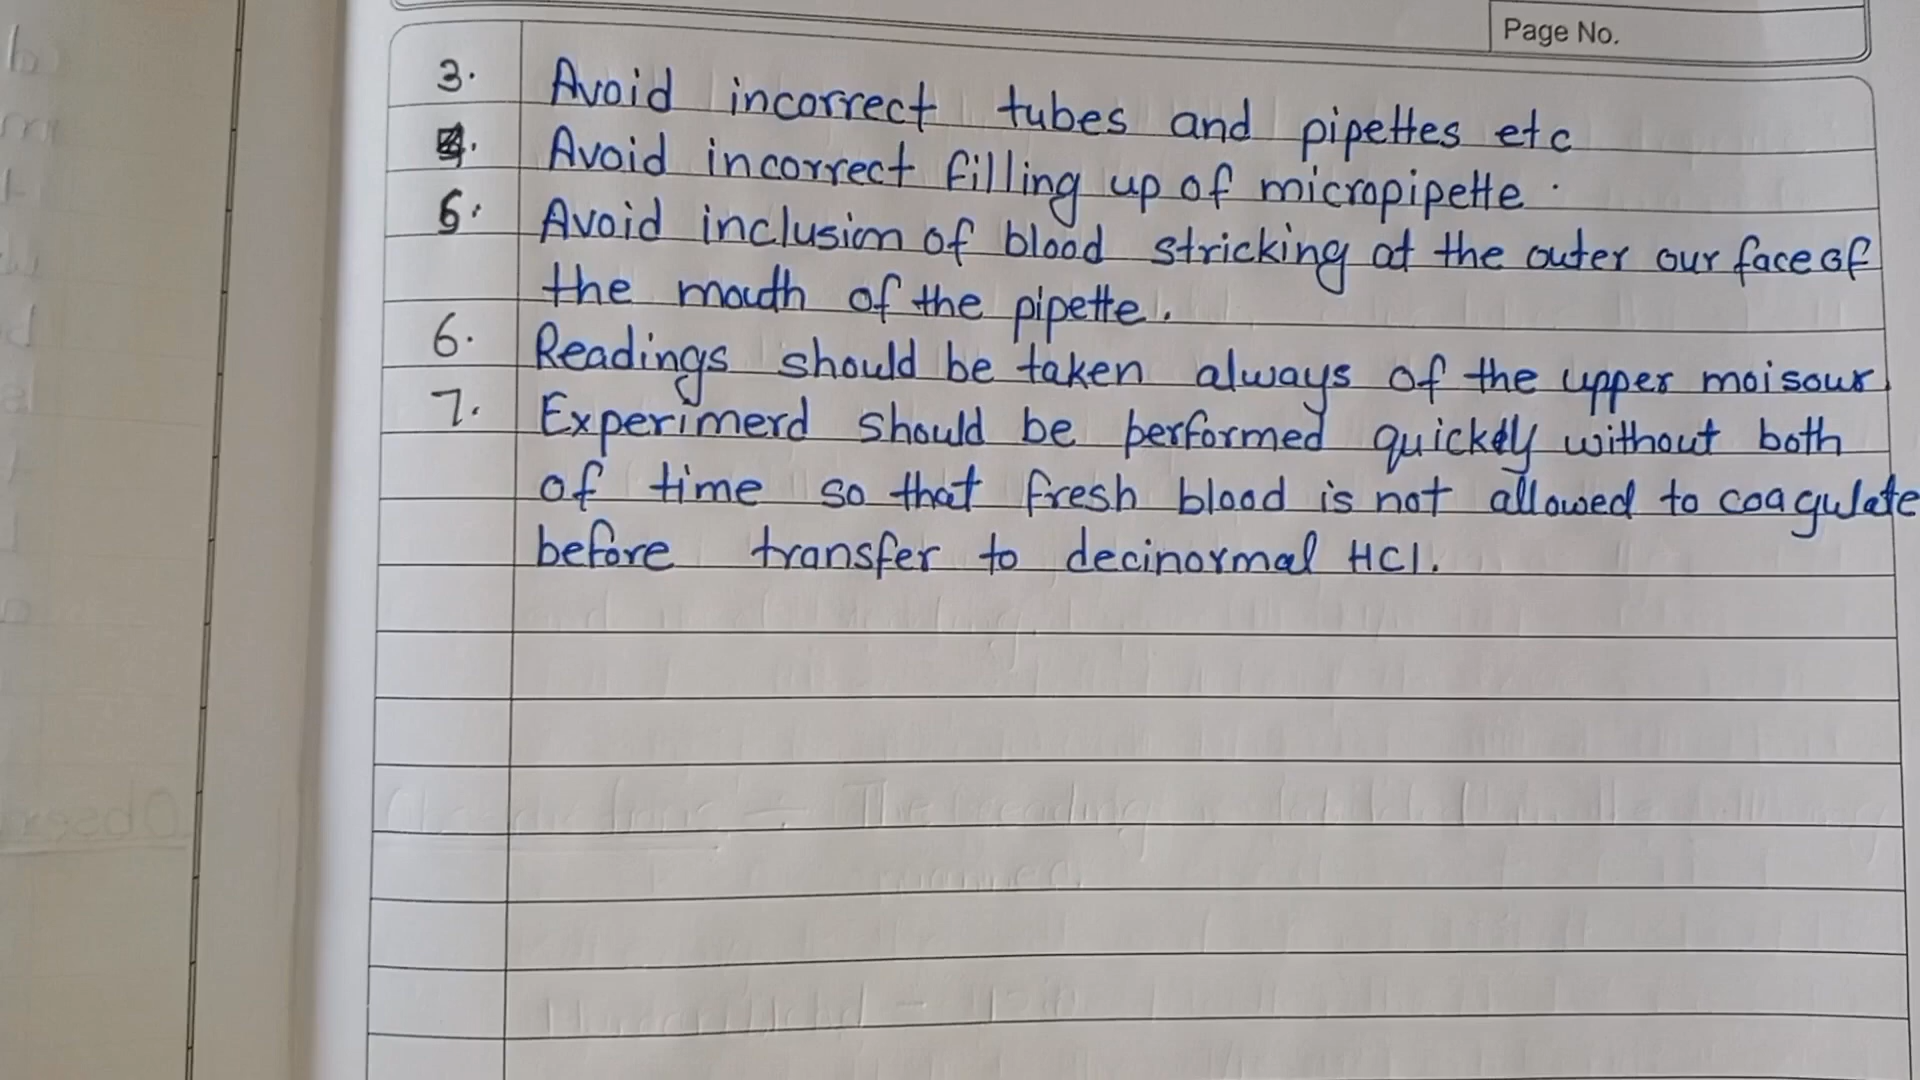 Page No.
3. Avoid incorrect tubes and pipettes etc
4. Avoid incorrect filling up of micropipette.
5. Avoid inclusion of blood stricking at the outer our face of
the mouth of the pipette.
6. Readings should be taken always of the upper moisour
7. Experimerd should be performed quickly without both
of time so that fresh blood is not allowed to coagulate
before transfer to decinormal HCl.